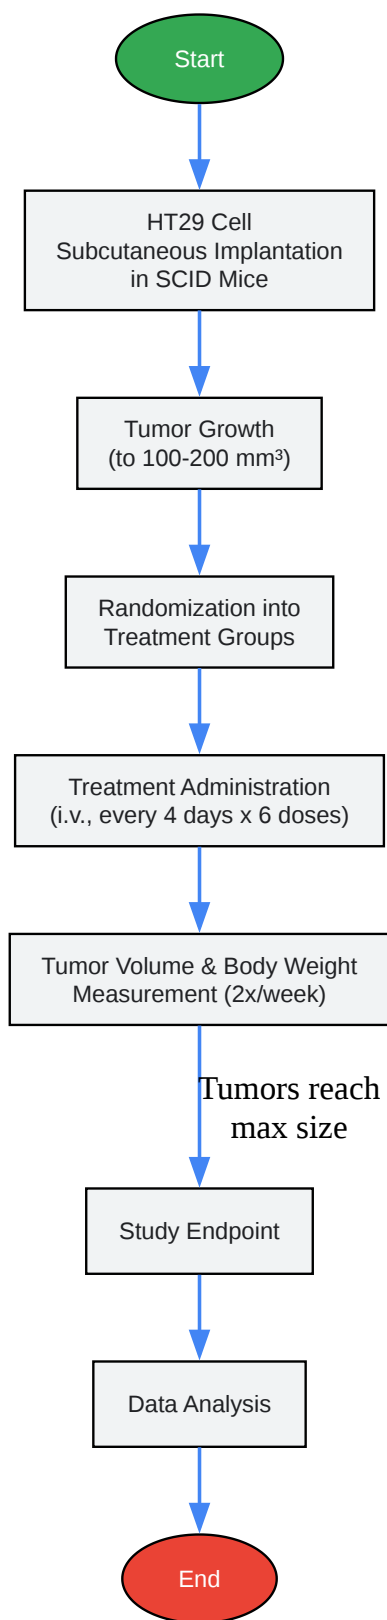 Start
HT29 Cell
Subcutaneous Implantation
in SCID Mice
Tumor Growth
(to 100-200 mm³)
Randomization into
Treatment Groups
Treatment Administration
(i.v., every 4 days x 6 doses)
Tumor Volume & Body Weight
Measurement (2x/week)
Tumors reach
max size
Study Endpoint
Data Analysis
End